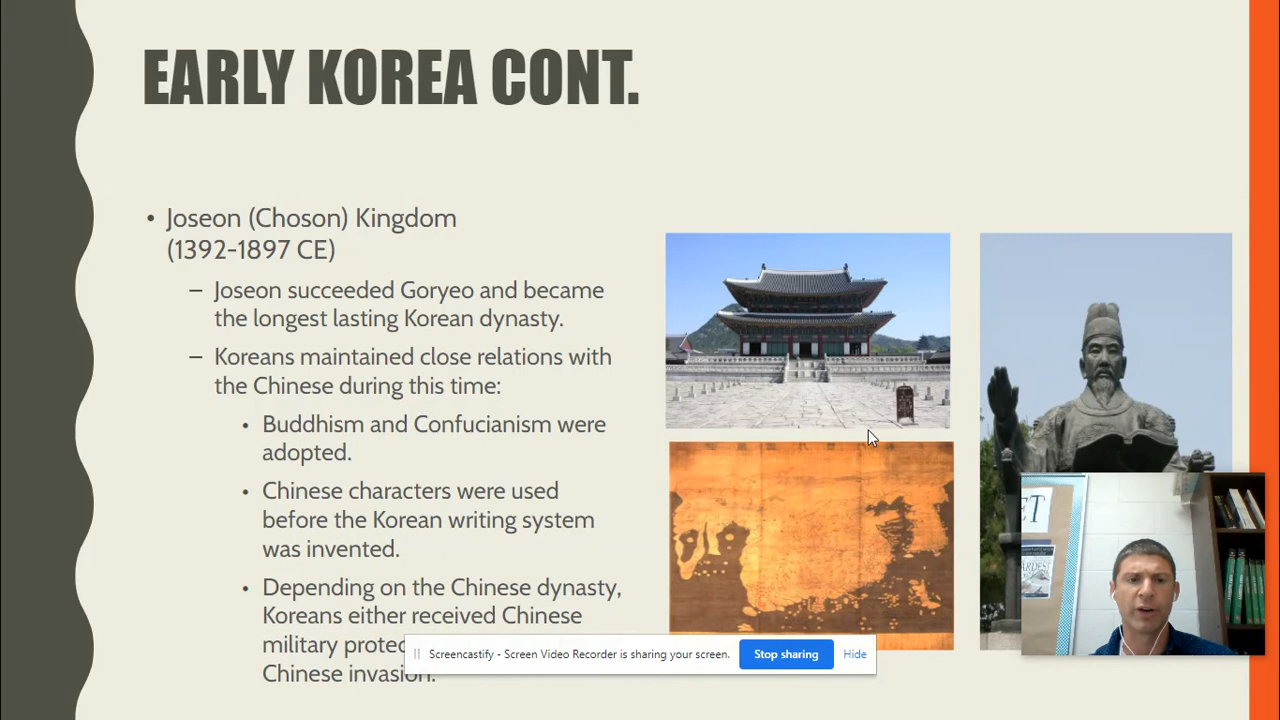 EARLY KOREA CONT.
• Joseon (Choson) Kingdom
(1392-1897 CE)
– Joseon succeeded Goryeo and became
the longest lasting Korean dynasty.
– Koreans maintained close relations with
the Chinese during this time:
• Buddhism and Confucianism were
adopted.
• Chinese characters were used
before the Korean writing system
was invented.
• Depending on the Chinese dynasty,
Koreans either received Chinese
military
Chinese invasion.
Screencastify - Screen Video Recorder is sharing your screen.
Stop sharing
Hide
ET
ARDEST